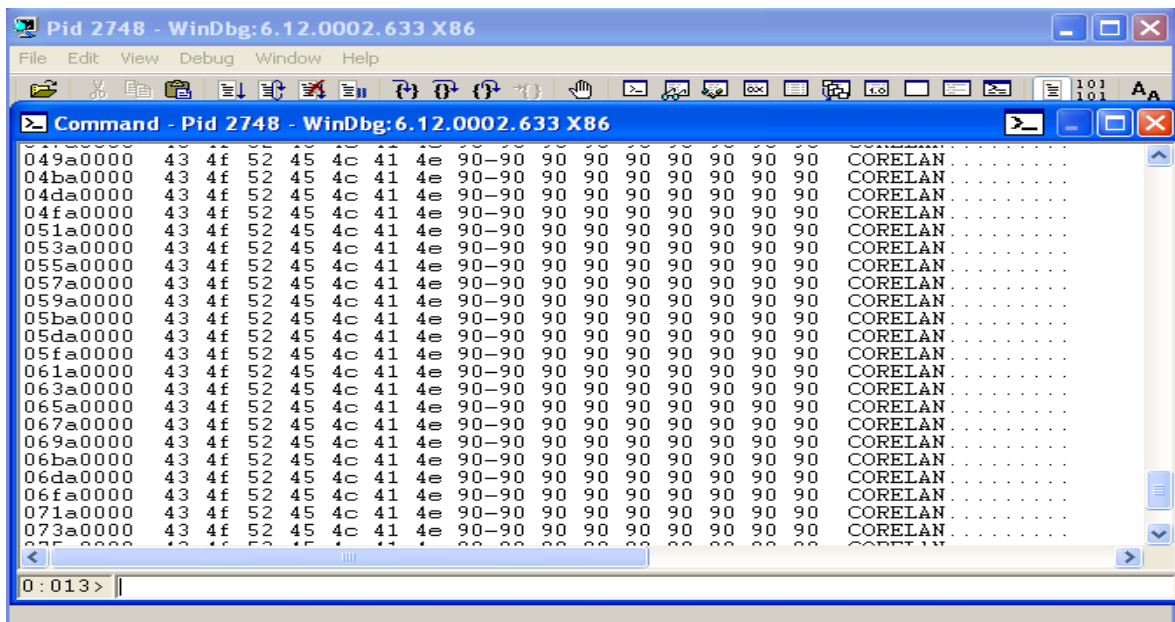 Pid 2748 - WinDbg:6.12.0002.633 X86
File Edit View Debug Window Help
Command - Pid 2748 - WinDbg:6.12.0002.633 X86
049a0000 43 4f 52 45 4c 41 4e 90-90 90 90 90 90 90 90 90 CORELAN.........
04ba0000 43 4f 52 45 4c 41 4e 90-90 90 90 90 90 90 90 90 CORELAN.........
04da0000 43 4f 52 45 4c 41 4e 90-90 90 90 90 90 90 90 90 CORELAN.........
04fa0000 43 4f 52 45 4c 41 4e 90-90 90 90 90 90 90 90 90 CORELAN.........
051a0000 43 4f 52 45 4c 41 4e 90-90 90 90 90 90 90 90 90 CORELAN.........
053a0000 43 4f 52 45 4c 41 4e 90-90 90 90 90 90 90 90 90 CORELAN.........
055a0000 43 4f 52 45 4c 41 4e 90-90 90 90 90 90 90 90 90 CORELAN.........
057a0000 43 4f 52 45 4c 41 4e 90-90 90 90 90 90 90 90 90 CORELAN.........
059a0000 43 4f 52 45 4c 41 4e 90-90 90 90 90 90 90 90 90 CORELAN.........
05ba0000 43 4f 52 45 4c 41 4e 90-90 90 90 90 90 90 90 90 CORELAN.........
05da0000 43 4f 52 45 4c 41 4e 90-90 90 90 90 90 90 90 90 CORELAN.........
05fa0000 43 4f 52 45 4c 41 4e 90-90 90 90 90 90 90 90 90 CORELAN.........
061a0000 43 4f 52 45 4c 41 4e 90-90 90 90 90 90 90 90 90 CORELAN.........
063a0000 43 4f 52 45 4c 41 4e 90-90 90 90 90 90 90 90 90 CORELAN.........
065a0000 43 4f 52 45 4c 41 4e 90-90 90 90 90 90 90 90 90 CORELAN.........
067a0000 43 4f 52 45 4c 41 4e 90-90 90 90 90 90 90 90 90 CORELAN.........
069a0000 43 4f 52 45 4c 41 4e 90-90 90 90 90 90 90 90 90 CORELAN.........
06ba0000 43 4f 52 45 4c 41 4e 90-90 90 90 90 90 90 90 90 CORELAN.........
06da0000 43 4f 52 45 4c 41 4e 90-90 90 90 90 90 90 90 90 CORELAN.........
06fa0000 43 4f 52 45 4c 41 4e 90-90 90 90 90 90 90 90 90 CORELAN.........
071a0000 43 4f 52 45 4c 41 4e 90-90 90 90 90 90 90 90 90 CORELAN.........
073a0000 43 4f 52 45 4c 41 4e 90-90 90 90 90 90 90 90 90 CORELAN.........
0:013>